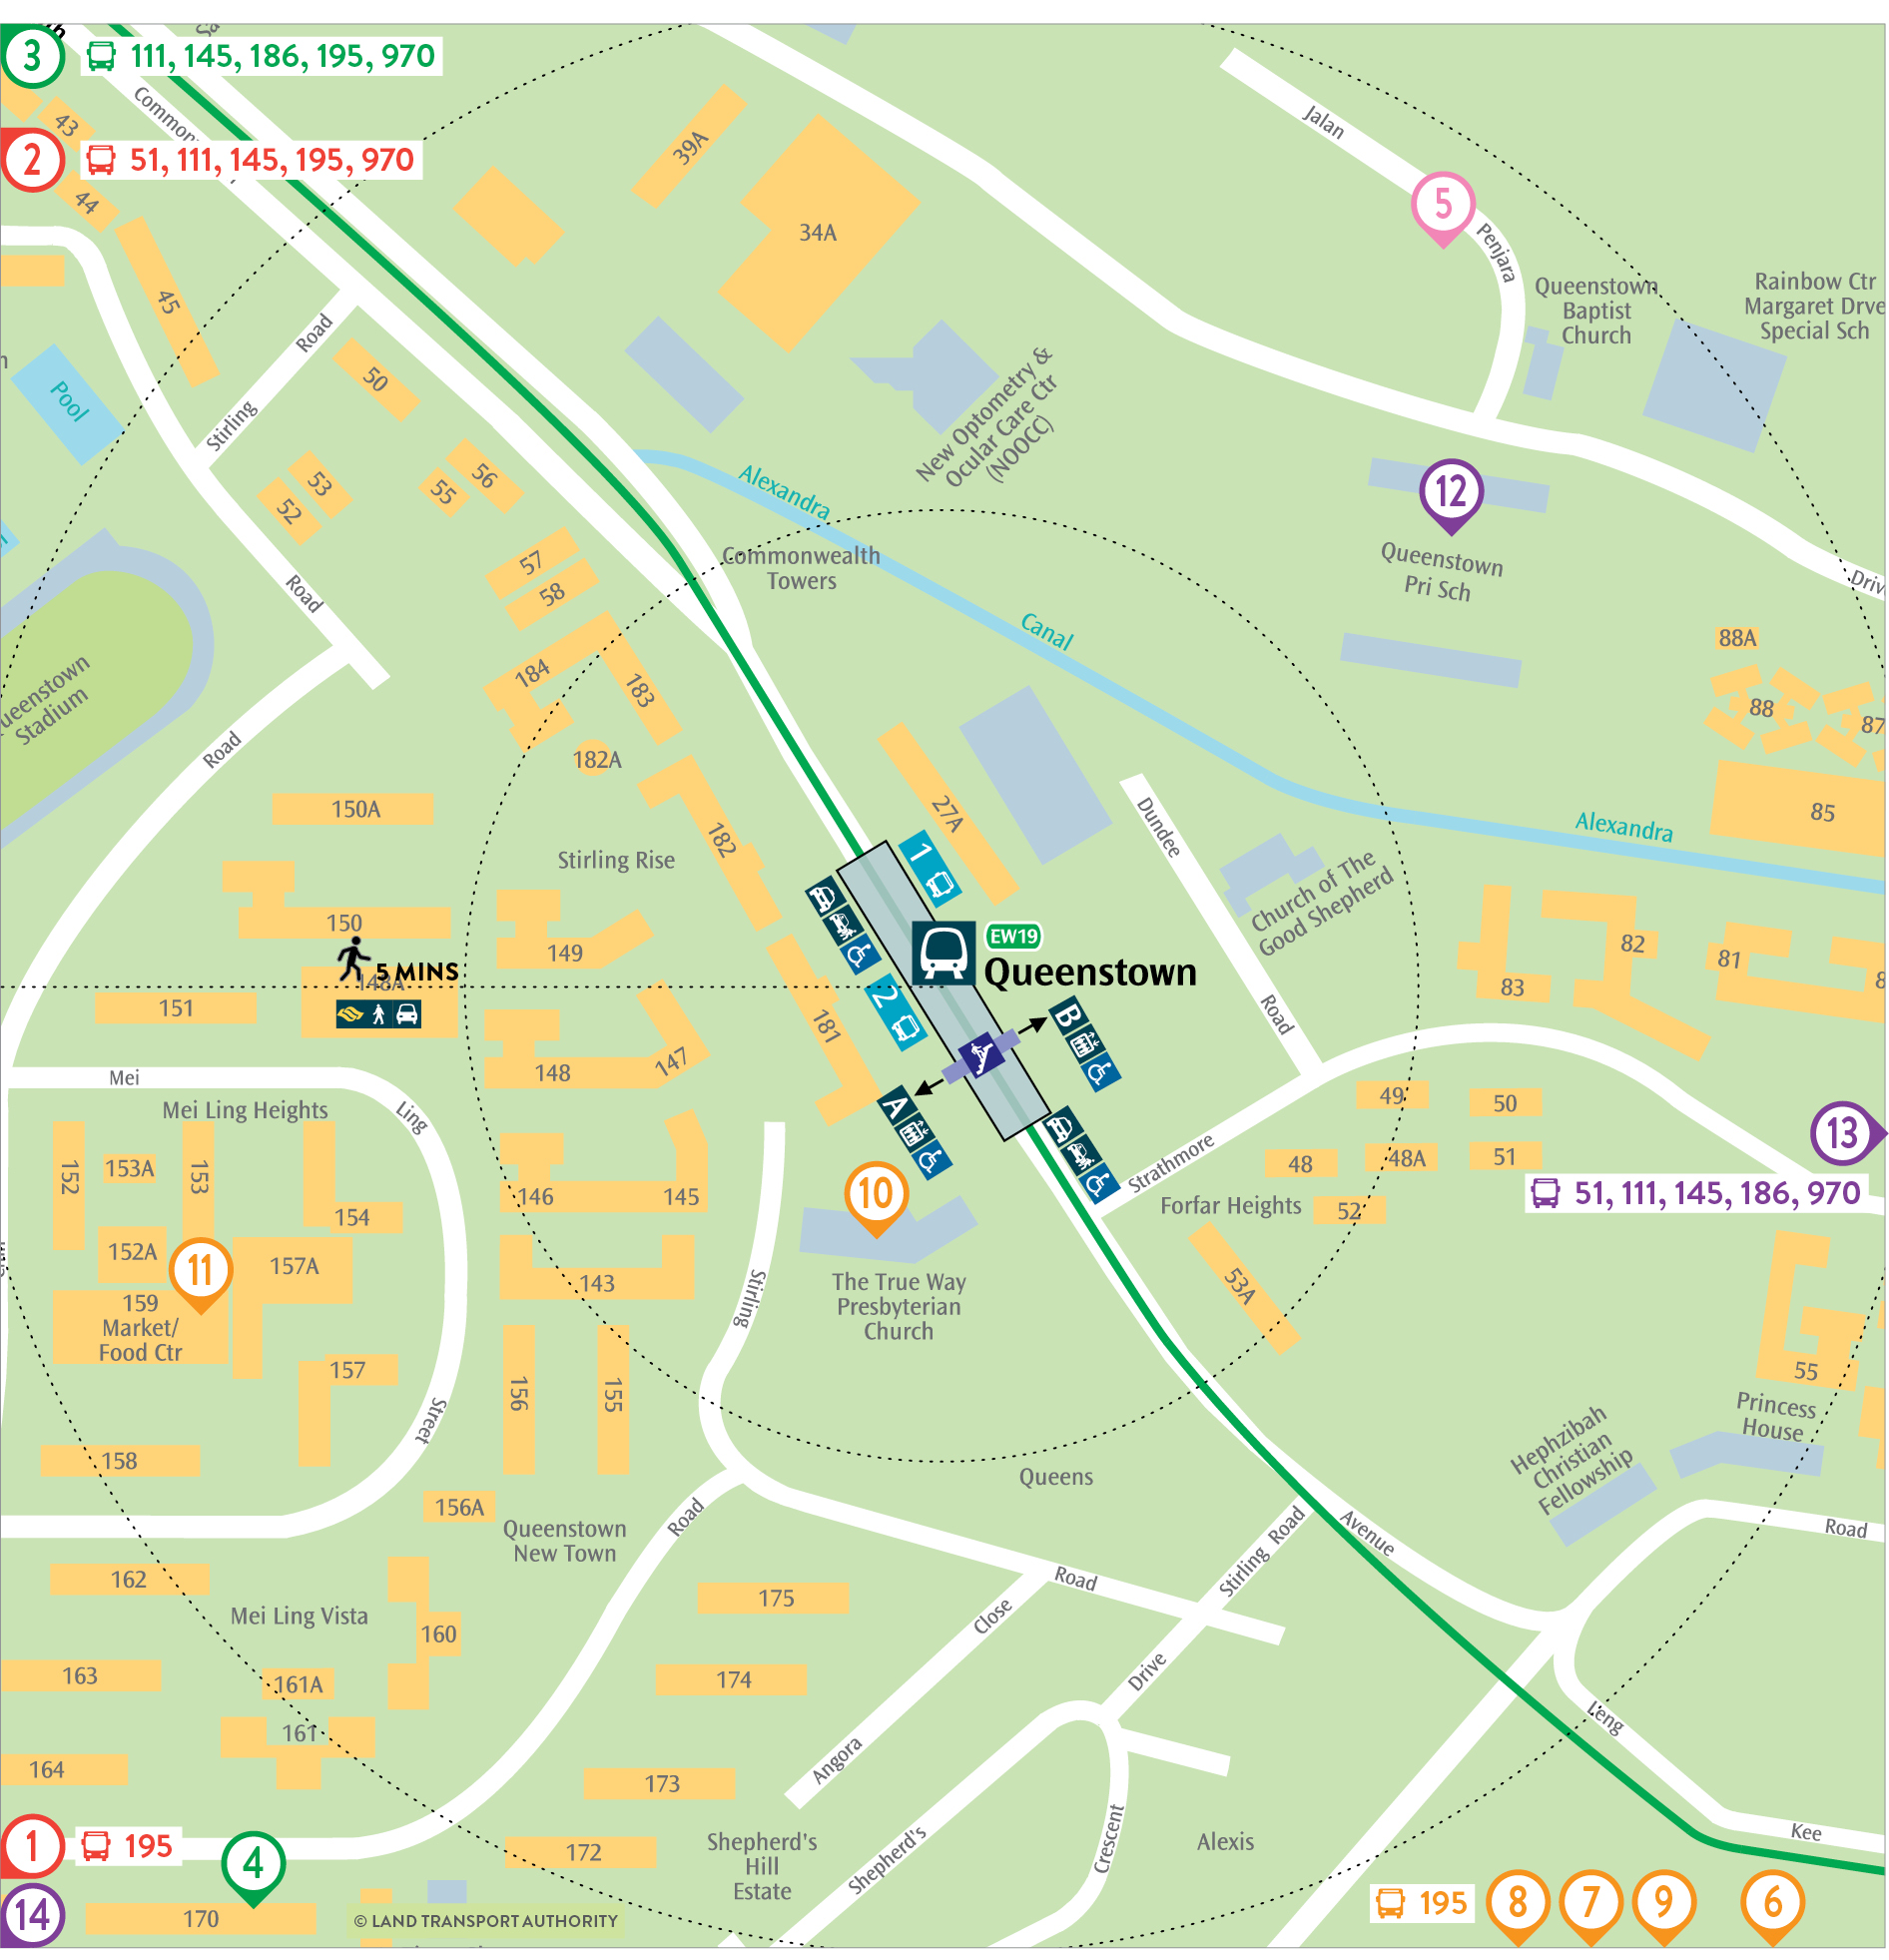 3
111, 145, 186, 195, 970
2
51, 111, 145, 195, 970
43
44
45
39A
34A
Jalan
5
Penjara
Queenstown
Baptist
Church
Rainbow Ctr
Margaret Drve
Special Sch
Road
Stirling
50
Pool
53
52
55
56
New Optometry &
Ocular Care Ctr
(NOOCC)
Alexandra
Canal
12
Queenstown
Pri Sch
57
58
Commonwealth
Towers
Road
184
183
182A
Stadium
Road
88A
88
87
85
Alexandra
150A
182
27A
Dundee
Road
Church of The
Good Shepherd
Stirling Rise
1
2
EW19
Queenstown
150
5 MINS
148A
149
151
181
148
147
82
81
83
B
A
Mei
Ling
Street
Mei Ling Heights
49
50
48
48A
51
52
13
51, 111, 145, 186, 970
Strathmore
Forfar Heights
53A
152
153A
153
154
152A
11
157A
159
Market/
Food Ctr
157
158
146
145
143
156
155
156A
10
The True Way
Presbyterian
Church
Stirling
Road
55
Princess
House
Hephzibah
Christian
Fellowship
Queens
Avenue
Road
Queenstown
New Town
162
Mei Ling Vista
160
163
161A
161
164
175
174
173
172
Road
Close
Angora
Stirling Road
Drive
Shepherd's
Crescent
Shepherd's
Hill
Estate
Alexis
Leng
Kee
1
195
4
14
170
© LAND TRANSPORT AUTHORITY
195
8
7
9
6